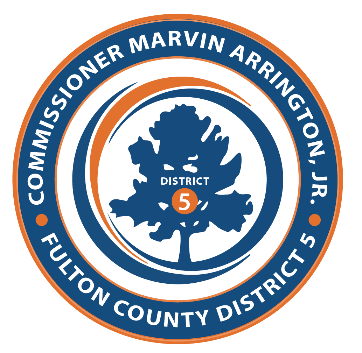 COMMISSIONER MARVIN ARRINGTON, JR.
DISTRICT
5
FULTON COUNTY DISTRICT 5